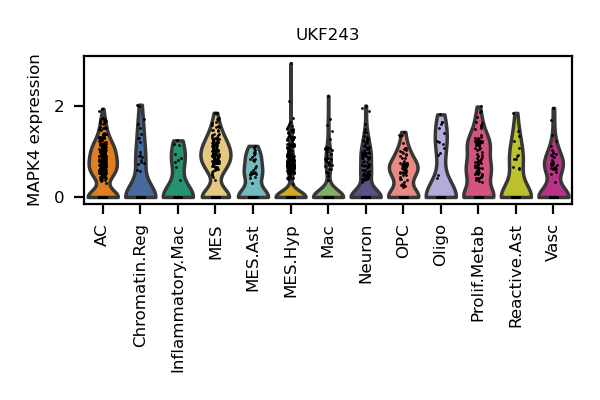 UKF243
MAPK4 expression
2
0
AC
Chromatin.Reg
Inflammatory.Mac
MES
MES.Ast
MES.Hyp
Mac
Neuron
OPC
Oligo
Prolif.Metab
Reactive.Ast
Vasc